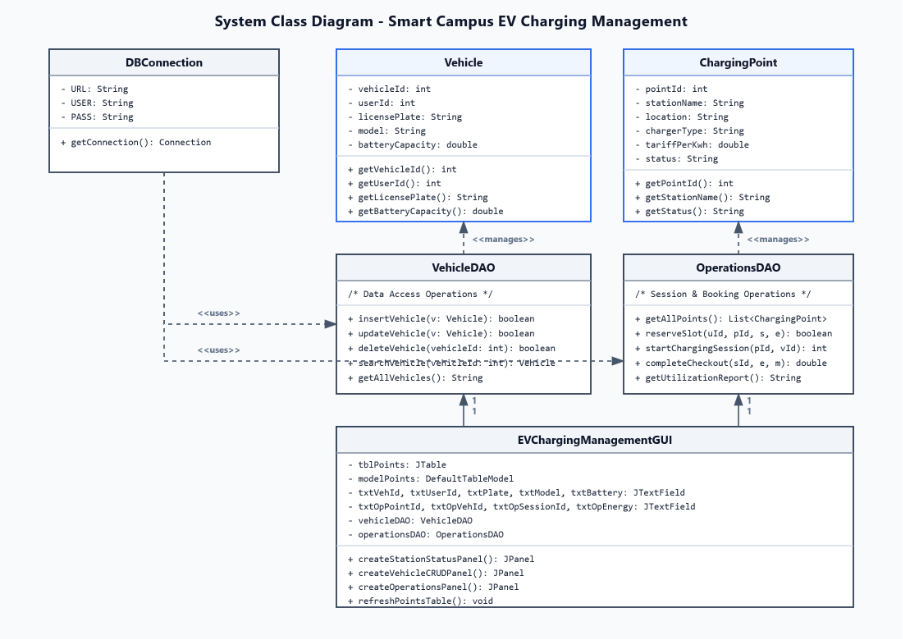 System Class Diagram - Smart Campus EV Charging Management
DBConnection
- URL: String
- USER: String
- PASS: String
+ getConnection(): Connection
Vehicle
- vehicleId: int
- userId: int
- licensePlate: String
- model: String
- batteryCapacity: double
+ getVehicleId(): int
+ getUserId(): int
+ getLicensePlate(): String
+ getBatteryCapacity(): double
ChargingPoint
- pointId: int
- stationName: String
- location: String
- chargerType: String
- tariffPerKwh: double
- status: String
+ getPointId(): int
+ getStationName(): String
+ getStatus(): String
<<manages>>
<<manages>>
<<uses>>
<<uses>>
VehicleDAO
/* Data Access Operations */
+ insertVehicle(v: Vehicle): boolean
+ updateVehicle(v: Vehicle): boolean
+ deleteVehicle(vehicleId: int): boolean
+ searchVehicle(vehicleId: int): Vehicle
+ getAllVehicles(): String
OperationsDAO
/* Session & Booking Operations */
+ getAllPoints(): List<ChargingPoint>
+ reserveSlot(uId, pId, s, e): boolean
+ startChargingSession(pId, vId): int
+ completeCheckout(sId, e, m): double
+ getUtilizationReport(): String
1
1
1
1
EVChargingManagementGUI
- tblPoints: JTable
- modelPoints: DefaultTableModel
- txtVehId, txtUserId, txtPlate, txtModel, txtBattery: JTextField
- txtOpPointId, txtOpVehId, txtOpSessionId, txtOpEnergy: JTextField
- vehicleDAO: VehicleDAO
- operationsDAO: OperationsDAO
+ createStationStatusPanel(): JPanel
+ createVehicleCRUDPanel(): JPanel
+ createOperationsPanel(): JPanel
+ refreshPointsTable(): void